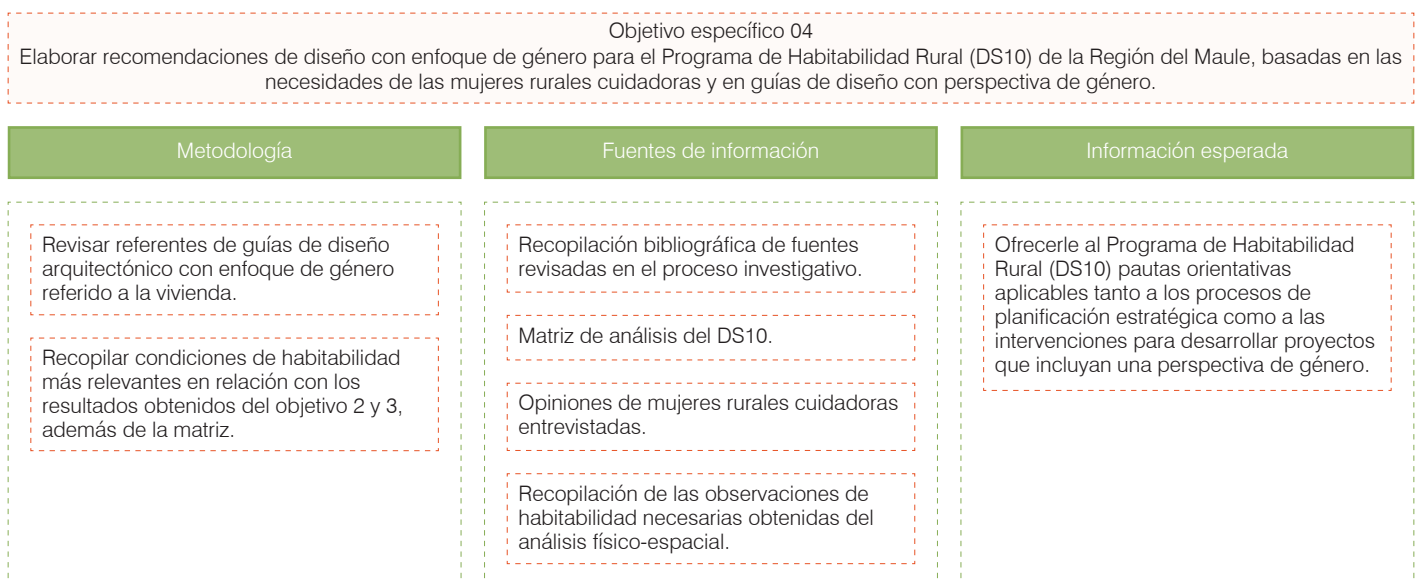 Objetivo específico 04
Elaborar recomendaciones de diseño con enfoque de género para el Programa de Habitabilidad Rural (DS10) de la Región del Maule, basadas en las
necesidades de las mujeres rurales cuidadoras y en guías de diseño con perspectiva de género.
Metodología
Revisar referentes de guías de diseño
arquitectónico con enfoque de género
referido a la vivienda.
Recopilar condiciones de habitabilidad
más relevantes en relación con los
resultados obtenidos del objetivo 2 y 3,
además de la matriz.
Fuentes de información
Recopilación bibliográfica de fuentes
revisadas en el proceso investigativo.
Matriz de análisis del DS10.
Opiniones de mujeres rurales cuidadoras
entrevistadas.
Recopilación de las observaciones de
habitabilidad necesarias obtenidas del
análisis físico-espacial.
Información esperada
Ofrecerle al Programa de Habitabilidad
Rural (DS10) pautas orientativas
aplicables tanto a los procesos de
planificación estratégica como a las
intervenciones para desarrollar proyectos
que incluyan una perspectiva de género.